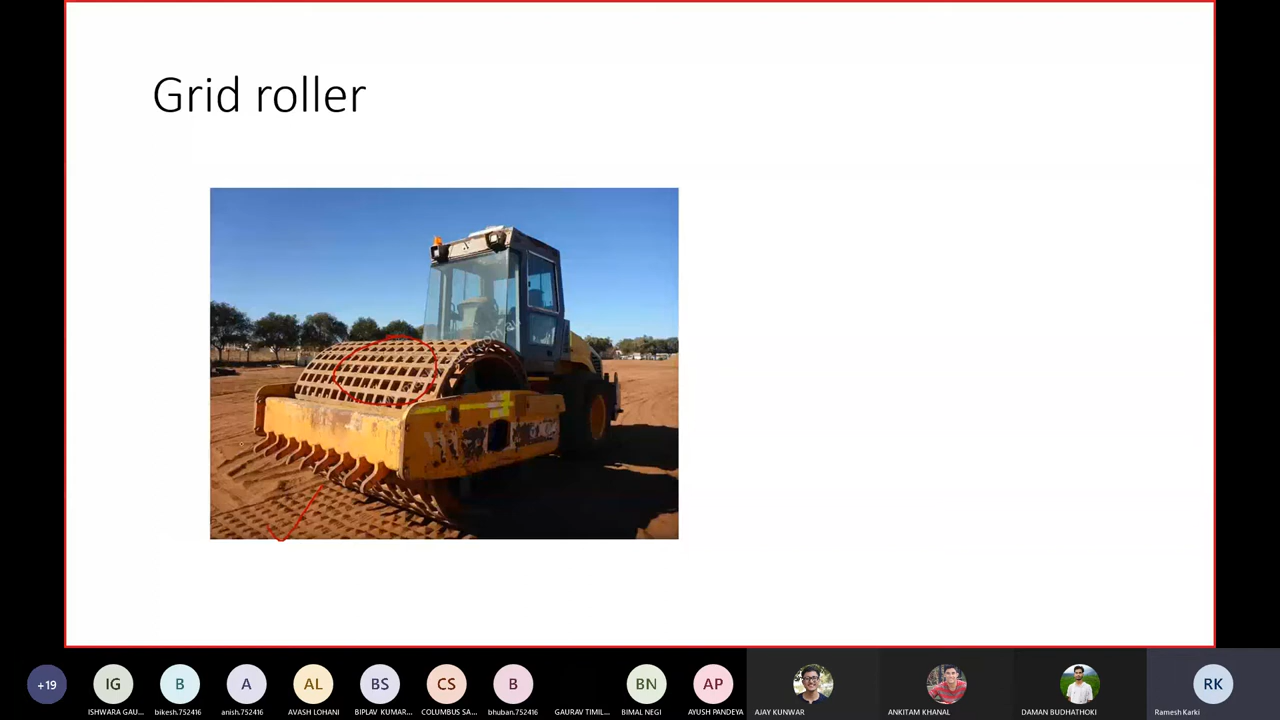 Grid roller
+19
IG
B
A
AL
BS
CS
B
BN
AP
RK
ISHWARA GAU...
bikesh.752416
anish.752416
AVASH LOHANI
BIPLAV KUMAR...
COLUMBUS SA...
bhuban.752416
GAURAV TIMIL...
BIMAL NEGI
AYUSH PANDEYA
AJAY KUNWAR
ANKITAM KHANAL
DAMAN BUDHATHOKI
Ramesh Karki